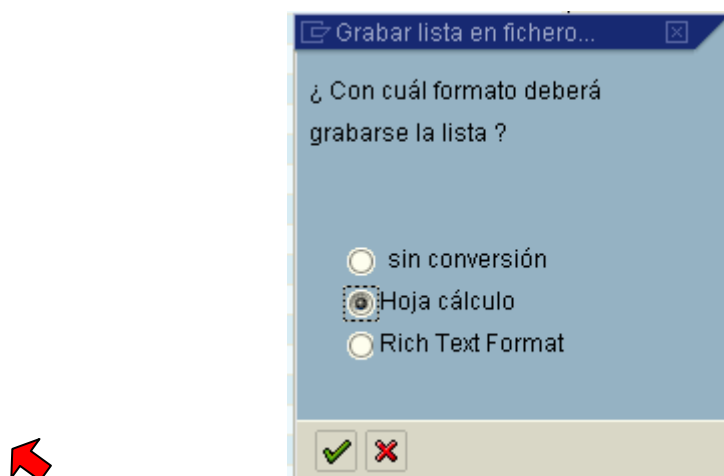 Grabar lista en fichero...
¿ Con cuál formato deberá
grabarse la lista ?
sin conversión
Hoja cálculo
Rich Text Format